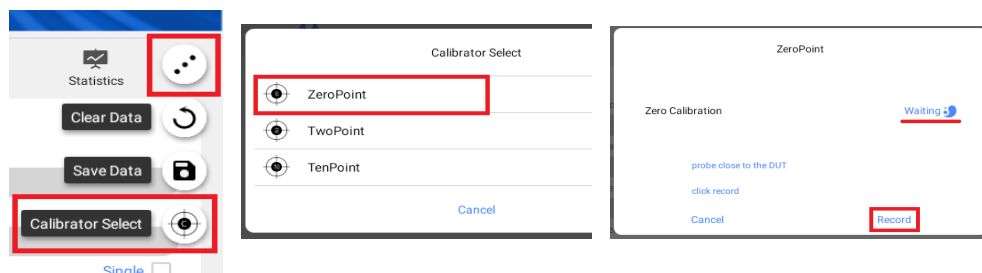 Statistics
Clear Data
Save Data
Calibrator Select
Single
Calibrator Select
ZeroPoint
TwoPoint
TenPoint
Cancel
ZeroPoint
Zero Calibration
Waiting
probe close to the DUT
click record
Cancel
Record